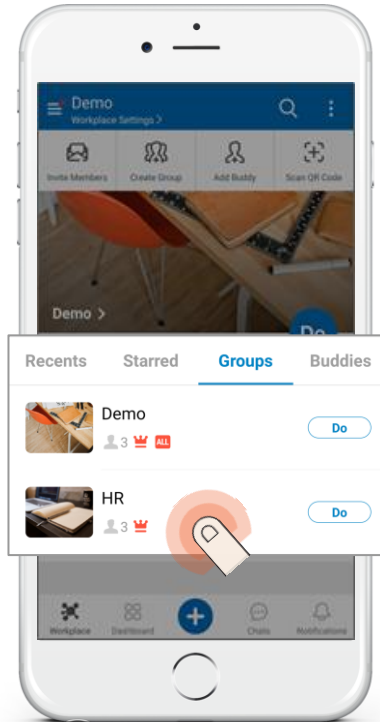 Demo
Workplace Settings >
Invite Members Create Group Add Buddy Scan QR Code
Demo >
Do
Recents Starred Groups Buddies
Demo
3 ALL
Do
HR
3
Do
Workplace Dashboard Chats Notifications